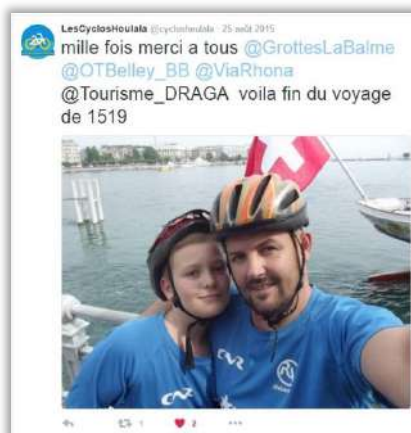 LesCyclosHoulala @cycloshoulala · 25 août 2015
mille fois merci a tous @GrottesLaBalme
@OTBelley_BB @ViaRhona
@Tourisme_DRAGA voila fin du voyage
de 1519
CNR
CNR
1
2